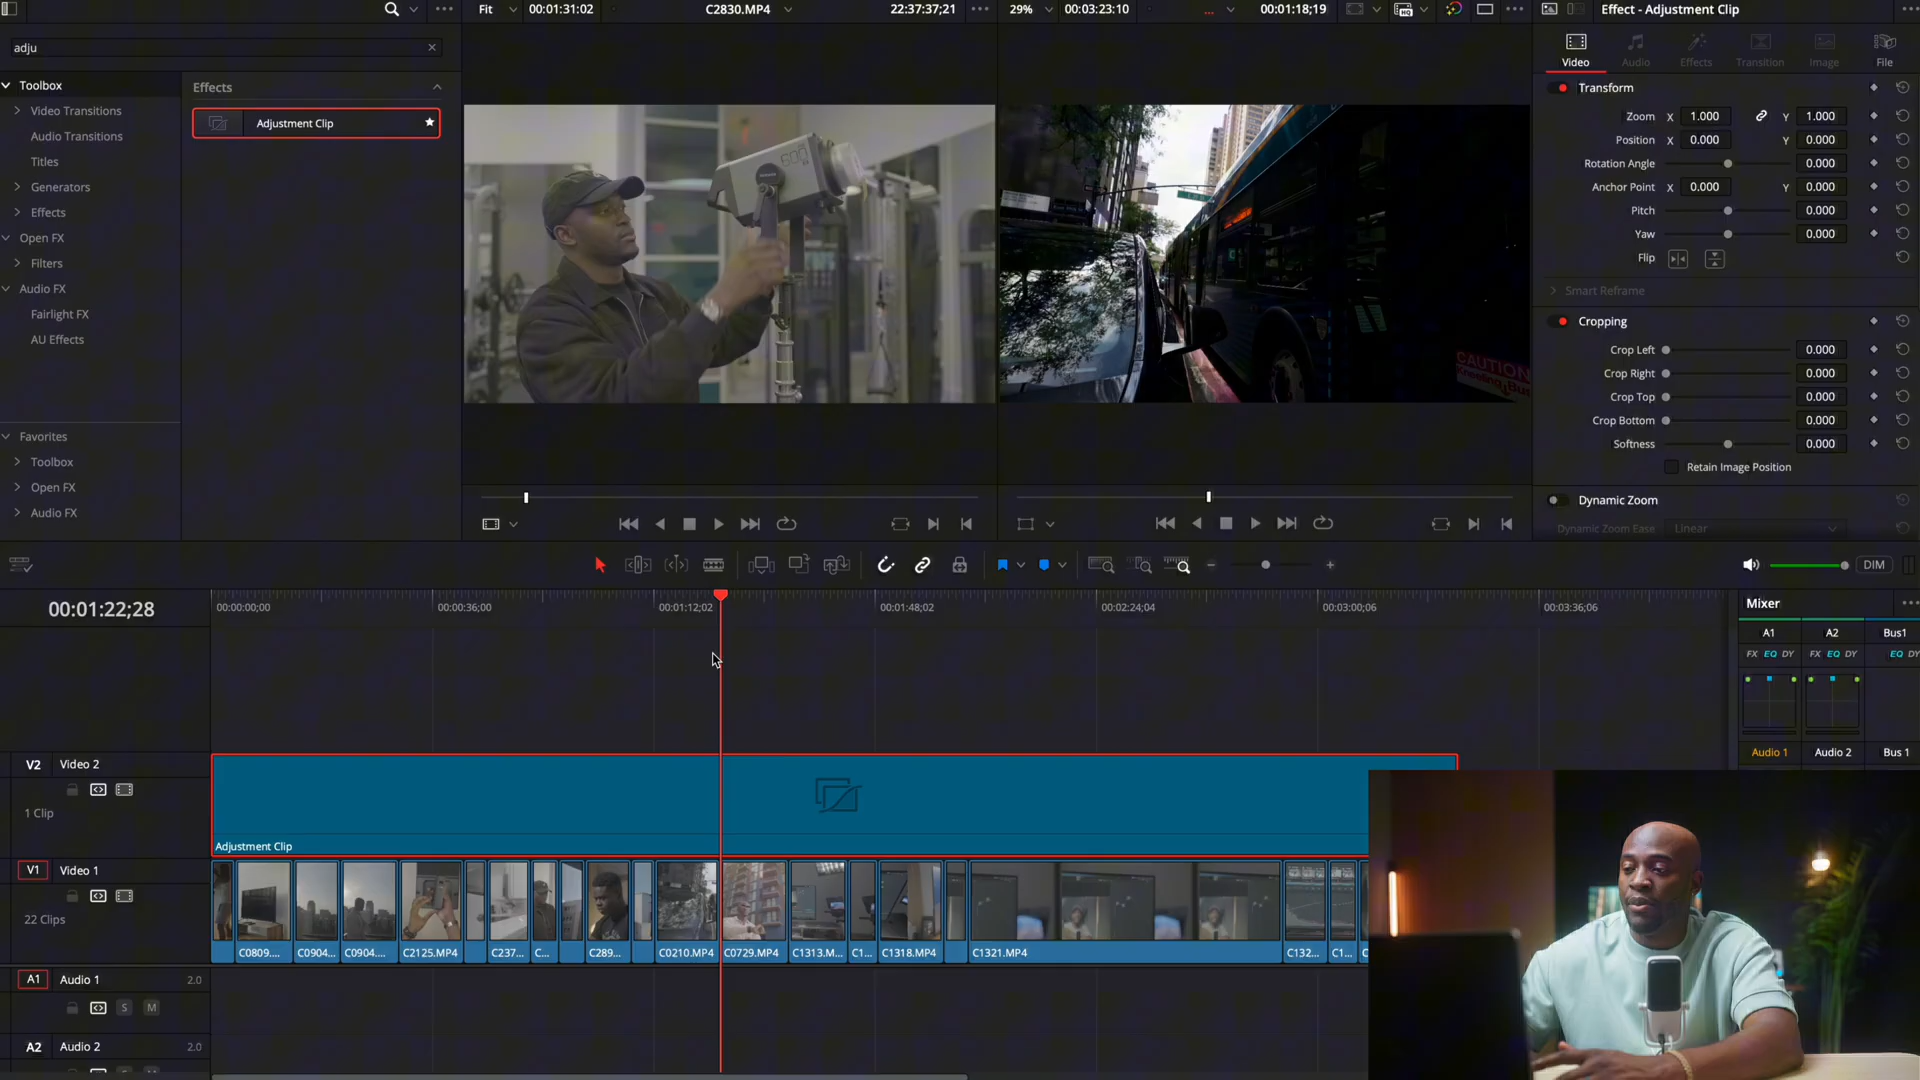 Fit
00:01:31:02
C2830.MP4
22:37:37;21
29%
00:03:23:10
00:01:18;19
HQ
Effect - Adjustment Clip
adju
Video
Audio
Effects
Transition
Image
File
Toolbox
Video Transitions
Audio Transitions
Titles
Generators
Effects
Open FX
Filters
Audio FX
Fairlight FX
AU Effects
Favorites
Toolbox
Open FX
Audio FX
Effects
Adjustment Clip
600
CAUTION
Kneeling Bus
Transform
Zoom X 1.000 Y 1.000
Position X 0.000 Y 0.000
Rotation Angle 0.000
Anchor Point X 0.000 Y 0.000
Pitch 0.000
Yaw 0.000
Flip
Smart Reframe
Cropping
Crop Left 0.000
Crop Right 0.000
Crop Top 0.000
Crop Bottom 0.000
Softness 0.000
Retain Image Position
Dynamic Zoom
Dynamic Zoom Ease Linear
DIM
00:01:22;28
00:00:00;00
00:00:36;00
00:01:12;02
00:01:48;02
00:02:24;04
00:03:00;06
00:03:36;06
Mixer
A1 A2 Bus1
FX EQ DY FX EQ DY EQ DY
Audio 1 Audio 2 Bus 1
V2 Video 2
1 Clip
Adjustment Clip
V1 Video 1
22 Clips
C0809....
C0904...
C0904....
C2125.MP4
C237...
C...
C289...
C0210.MP4
C0729.MP4
C1313.M...
C1...
C1318.MP4
C1321.MP4
C132...
C1...
A1 Audio 1 2.0
S M
A2 Audio 2 2.0